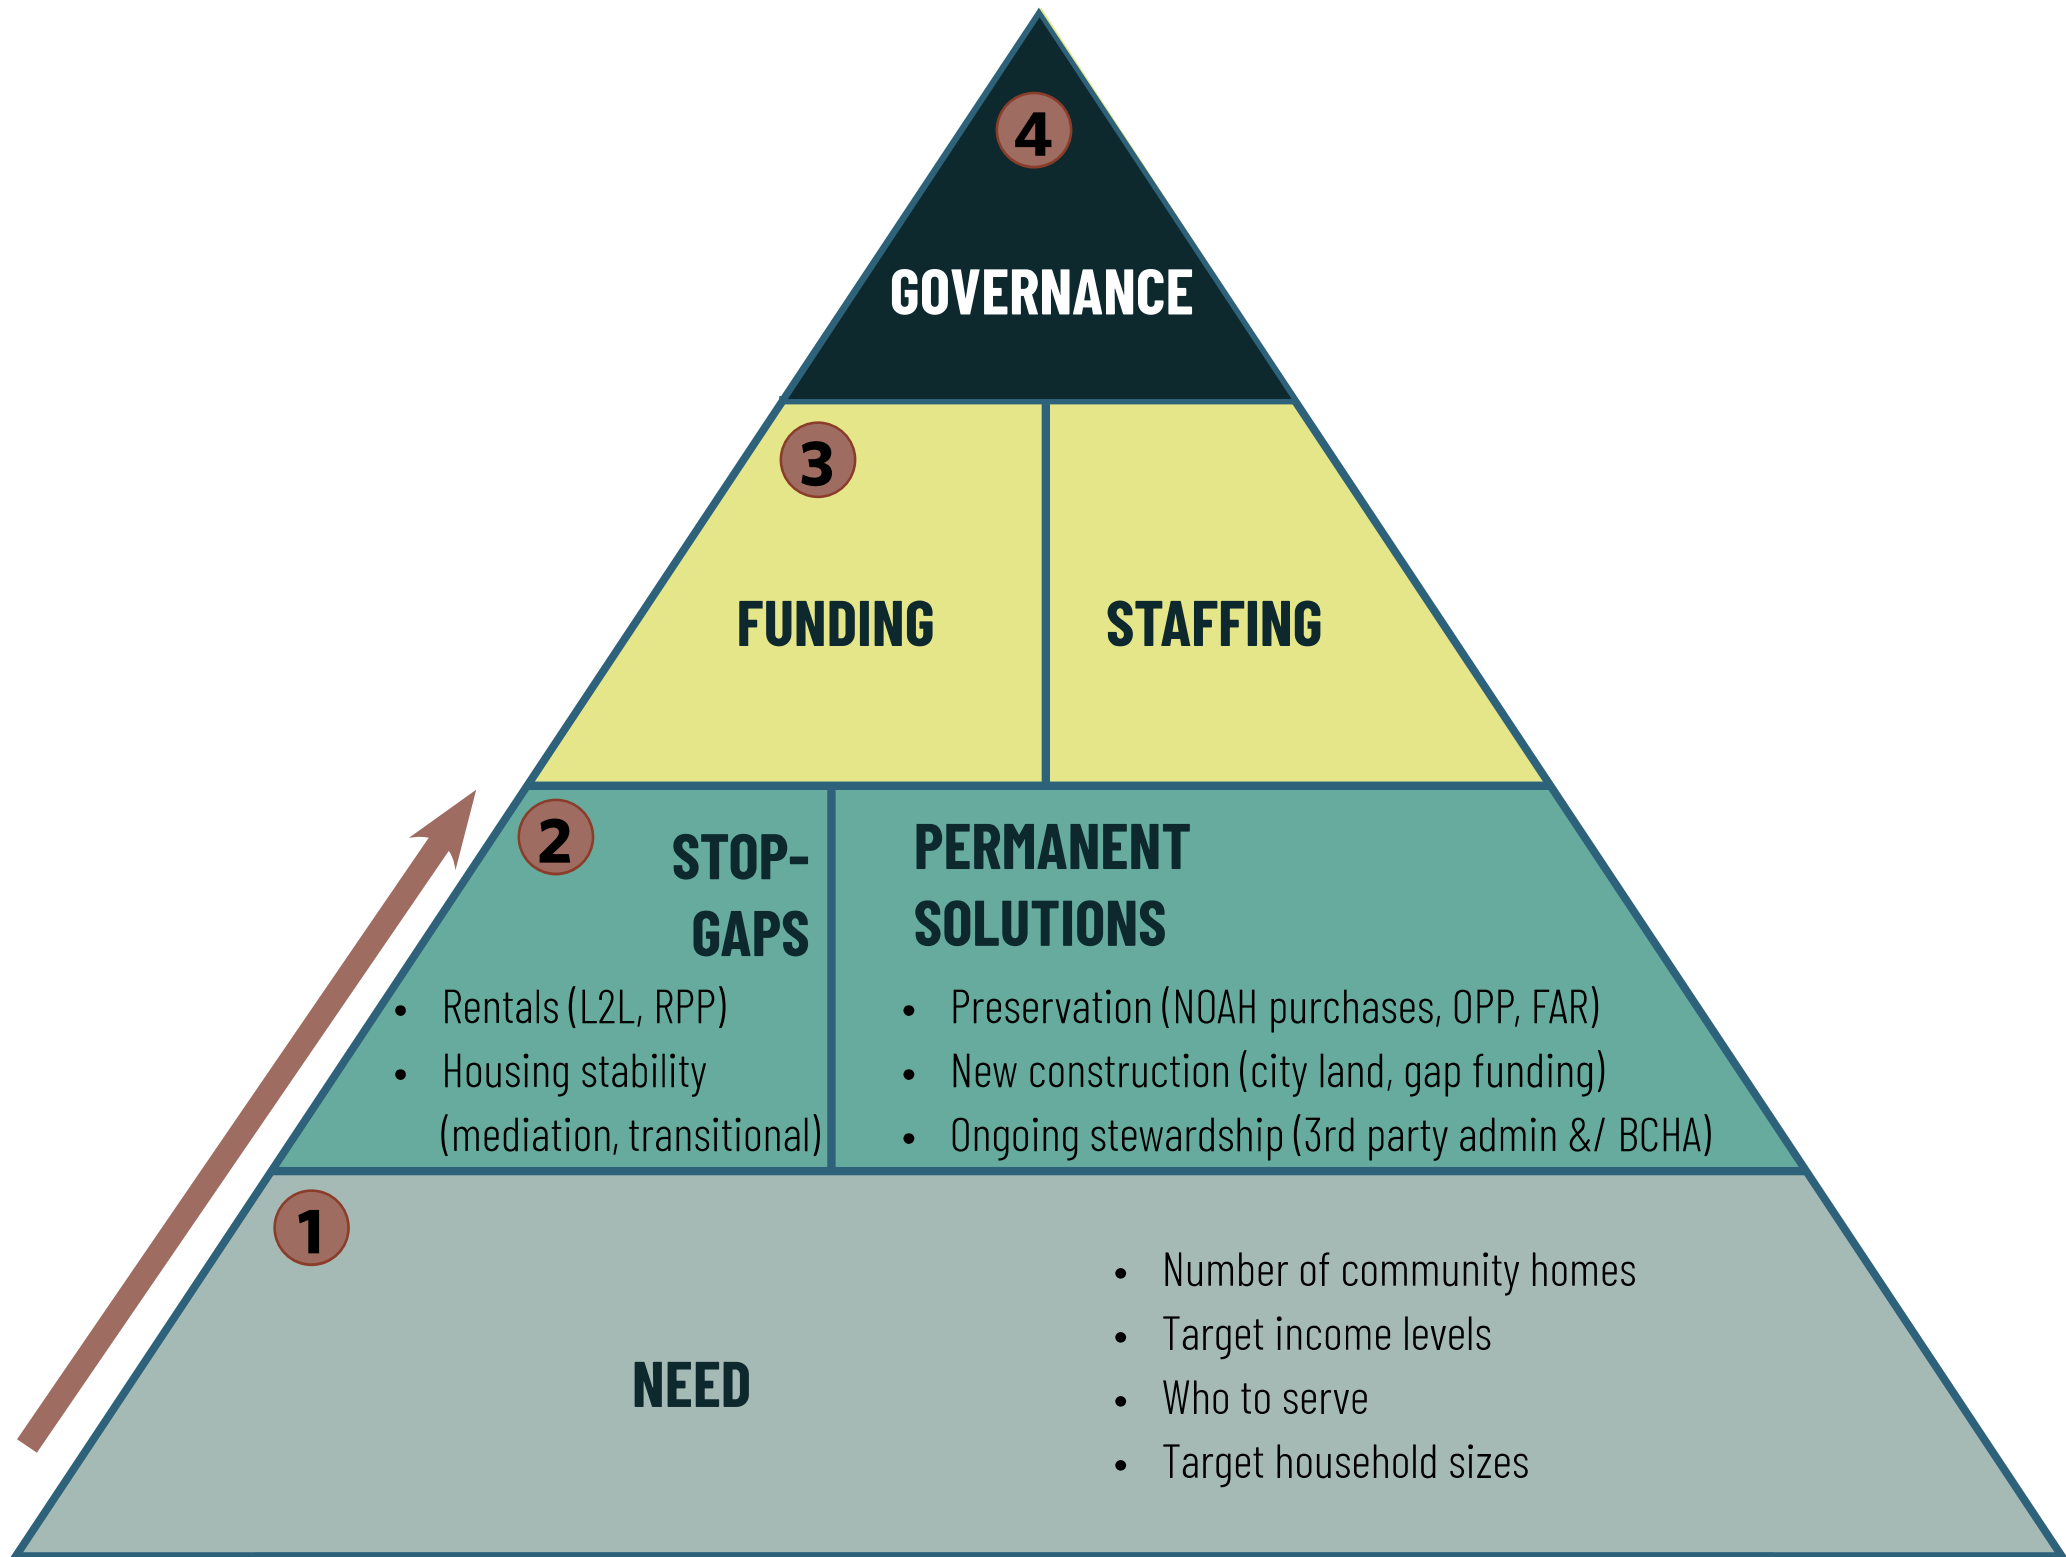 4
GOVERNANCE
3
FUNDING
STAFFING
2
STOP-
GAPS
• Rentals (L2L, RPP)
• Housing stability
(mediation, transitional)
PERMANENT
SOLUTIONS
• Preservation (NOAH purchases, OPP, FAR)
• New construction (city land, gap funding)
• Ongoing stewardship (3rd party admin &/ BCHA)
1
NEED
• Number of community homes
• Target income levels
• Who to serve
• Target household sizes